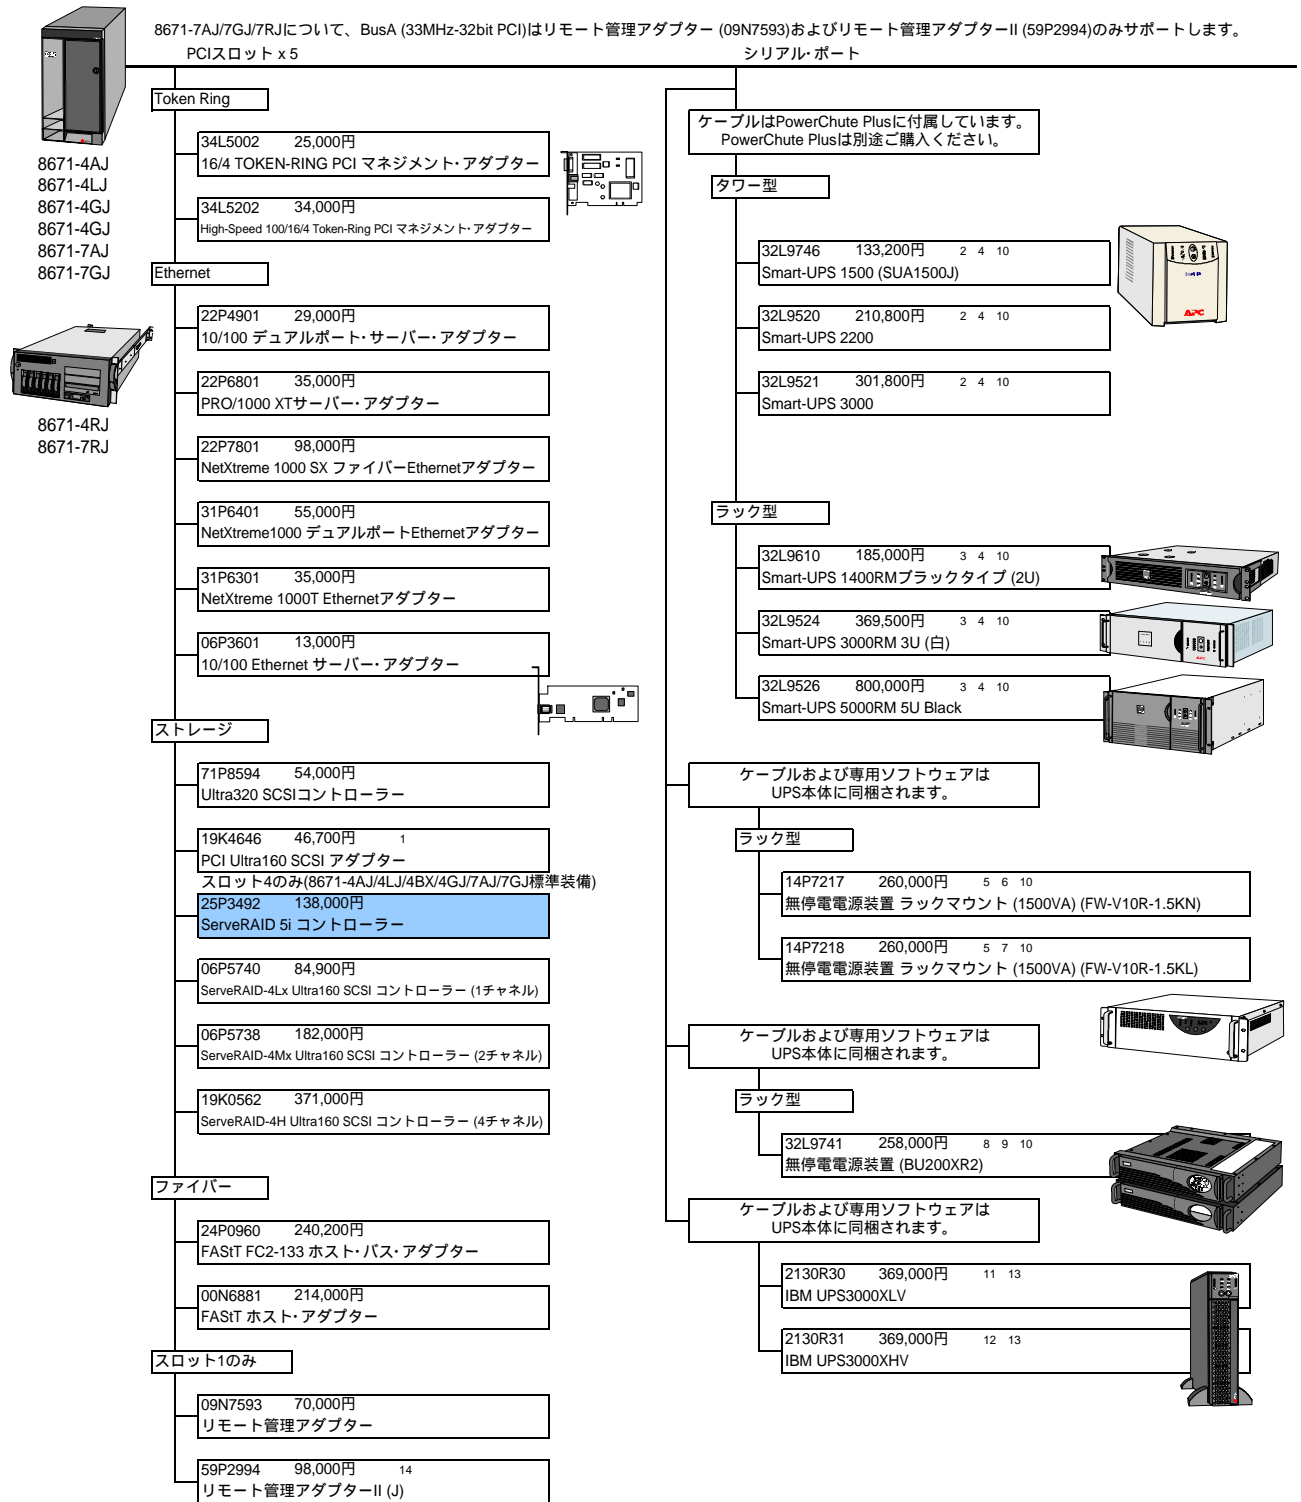 8671-7AJ/7GJ/7RJについて、BusA (33MHz-32bit PCI)はリモート管理アダプター (09N7593)およびリモート管理アダプターII (59P2994)のみサポートします。
PCIスロット x 5
シリアル・ポート
8671-4AJ
8671-4LJ
8671-4GJ
8671-4GJ
8671-7AJ
8671-7GJ
8671-4RJ
8671-7RJ
Token Ring
34L5002 25,000円
16/4 TOKEN-RING PCI マネジメント・アダプター
34L5202 34,000円
High-Speed 100/16/4 Token-Ring PCI マネジメント・アダプター
Ethernet
22P4901 29,000円
10/100 デュアルポート・サーバー・アダプター
22P6801 35,000円
PRO/1000 XTサーバー・アダプター
22P7801 98,000円
NetXtreme 1000 SX ファイバーEthernetアダプター
31P6401 55,000円
NetXtreme1000 デュアルポートEthernetアダプター
31P6301 35,000円
NetXtreme 1000T Ethernetアダプター
06P3601 13,000円
10/100 Ethernet サーバー・アダプター
ストレージ
71P8594 54,000円
Ultra320 SCSIコントローラー
19K4646 46,700円 1
PCI Ultra160 SCSI アダプター
スロット4のみ(8671-4AJ/4LJ/4BX/4GJ/7AJ/7GJ標準装備)
25P3492 138,000円
ServeRAID 5i コントローラー
06P5740 84,900円
ServeRAID-4Lx Ultra160 SCSI コントローラー (1チャネル)
06P5738 182,000円
ServeRAID-4Mx Ultra160 SCSI コントローラー (2チャネル)
19K0562 371,000円
ServeRAID-4H Ultra160 SCSI コントローラー (4チャネル)
ファイバー
24P0960 240,200円
FAStT FC2-133 ホスト・バス・アダプター
00N6881 214,000円
FAStT ホスト・アダプター
スロット1のみ
09N7593 70,000円
リモート管理アダプター
59P2994 98,000円 14
リモート管理アダプターII (J)
ケーブルはPowerChute Plusに付属しています。
PowerChute Plusは別途ご購入ください。
タワー型
32L9746 133,200円 2 4 10
Smart-UPS 1500 (SUA1500J)
APC
32L9520 210,800円 2 4 10
Smart-UPS 2200
32L9521 301,800円 2 4 10
Smart-UPS 3000
ラック型
32L9610 185,000円 3 4 10
Smart-UPS 1400RMブラックタイプ (2U)
32L9524 369,500円 3 4 10
Smart-UPS 3000RM 3U (白)
32L9526 800,000円 3 4 10
Smart-UPS 5000RM 5U Black
ケーブルおよび専用ソフトウェアは
UPS本体に同梱されます。
ラック型
14P7217 260,000円 5 6 10
無停電電源装置 ラックマウント (1500VA) (FW-V10R-1.5KN)
14P7218 260,000円 5 7 10
無停電電源装置 ラックマウント (1500VA) (FW-V10R-1.5KL)
ケーブルおよび専用ソフトウェアは
UPS本体に同梱されます。
ラック型
32L9741 258,000円 8 9 10
無停電電源装置 (BU200XR2)
ケーブルおよび専用ソフトウェアは
UPS本体に同梱されます。
2130R30 369,000円 11 13
IBM UPS3000XLV
2130R31 369,000円 12 13
IBM UPS3000XHV